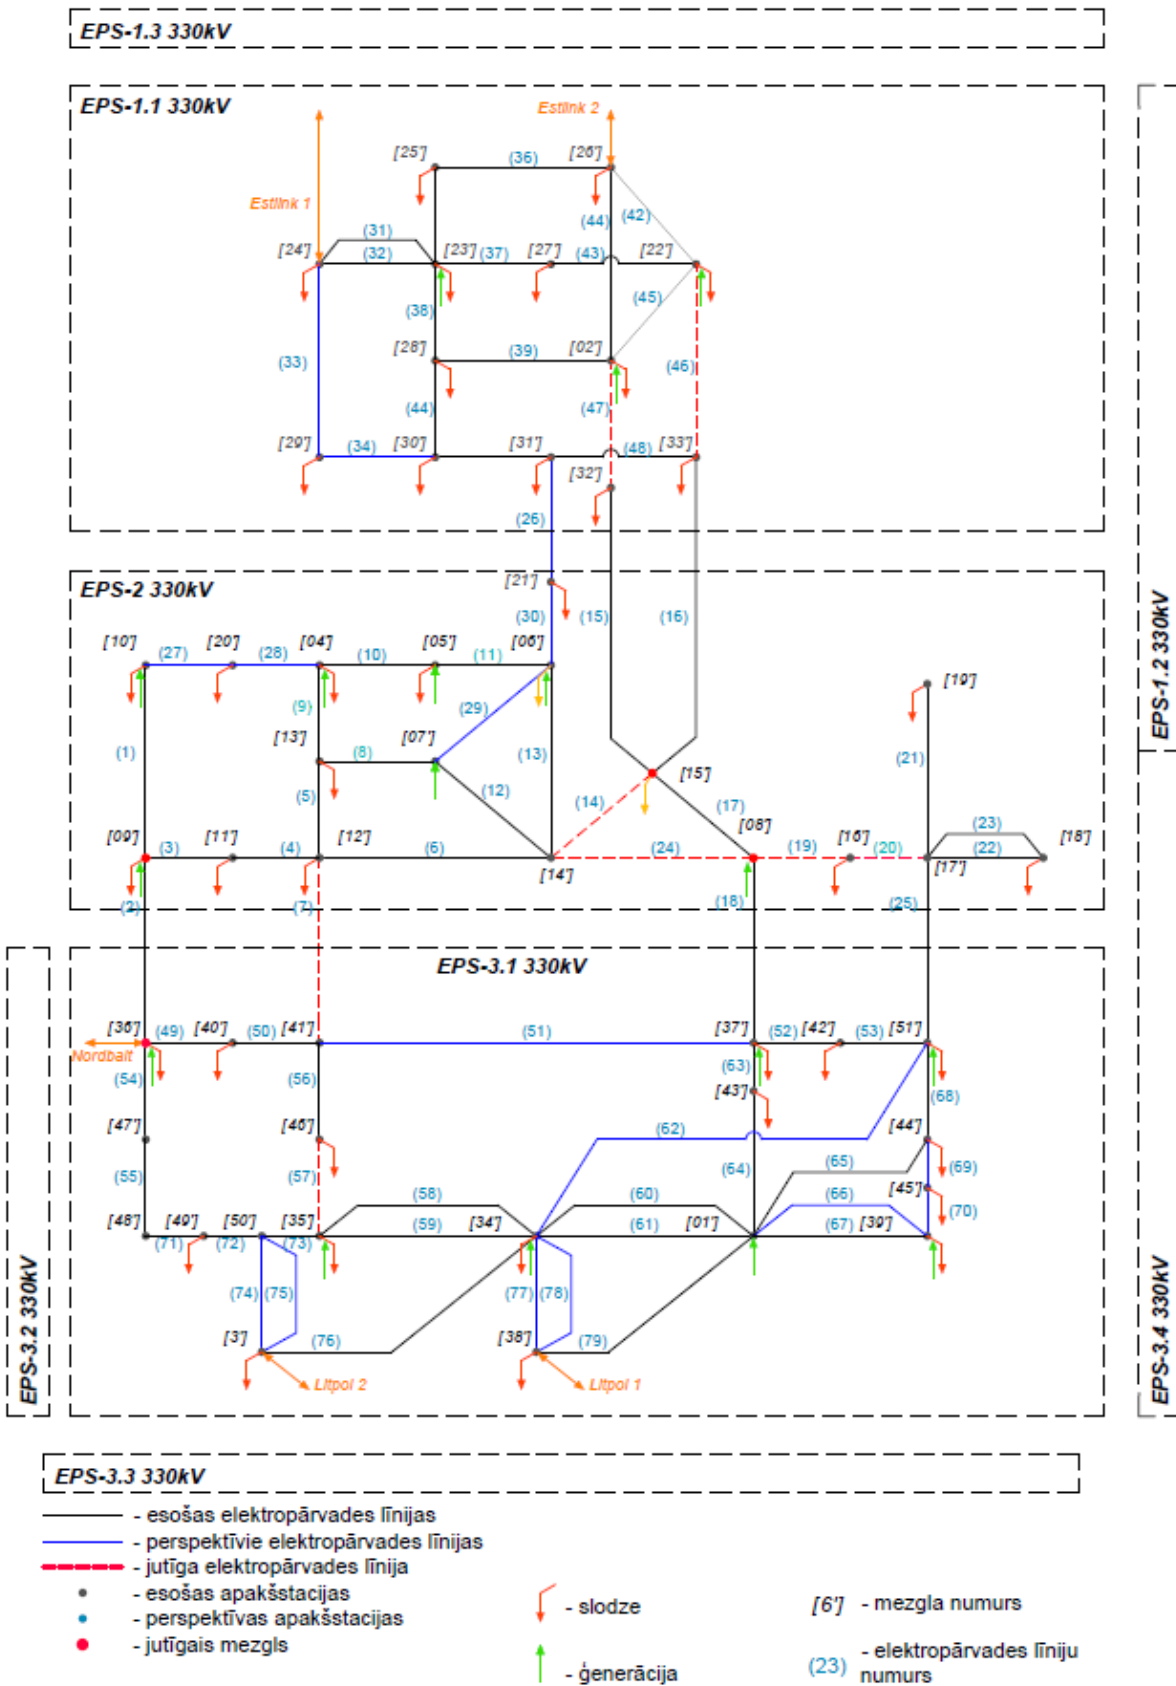 EPS-1.3 330kV
EPS-1.1 330kV
Estlink 2
[25'] (36) [26']
Estlink 1
(44) (42)
(31)
[24'] (32) [23'] (37) [27'] (43) [22']
(38) (45)
[28'] (39) [02']
(33) (46)
(44) (47)
[29'] (34) [30'] [31'] (48) [33']
[32']
(26)
EPS-1.2 330kV
EPS-2 330kV
[21']
(30) (15) (16)
[10'] (27) [20'] (28) [04'] (10) [05'] (11) [06']
[19']
(9) (29)
[13'] (8) [07']
(1) (13) (21)
[15']
(5) (12) (14) (17)
[09'] (3) [11'] (4) [12'] (6) [14'] (24) [08'] (19) [16'] (20) [17'] (23) (22) [18']
(2) (7) (18) (25)
EPS-3.1 330kV
[36'] (49) [40'] (50) [41'] (51) [37'] (52) [42'] (53) [51']
Nordbalt
(54) (56) (63)
[43'] (68)
[47'] [46'] (62) [44']
(55) (57) (64) (65) (69)
[45']
[48'] [49'] [50'] [35'] (58) (60) (66) (70)
(71) (72) (73) (59) [34'] (61) [01'] (67) [39']
(74) (75) (77) (78)
[3'] (76) [38'] (79)
Litpol 2 Litpol 1
EPS-3.2 330kV
EPS-3.4 330kV
EPS-3.3 330kV
- esošas elektropārvades līnijas
- perspektīvie elektropārvades līnijas
- jutīga elektropārvades līnija
- esošas apakšstacijas
- perspektīvas apakšstacijas
- jutīgais mezgls
- slodze
- ģenerācija
[6'] - mezgla numurs
(23) - elektropārvades līniju
numurs